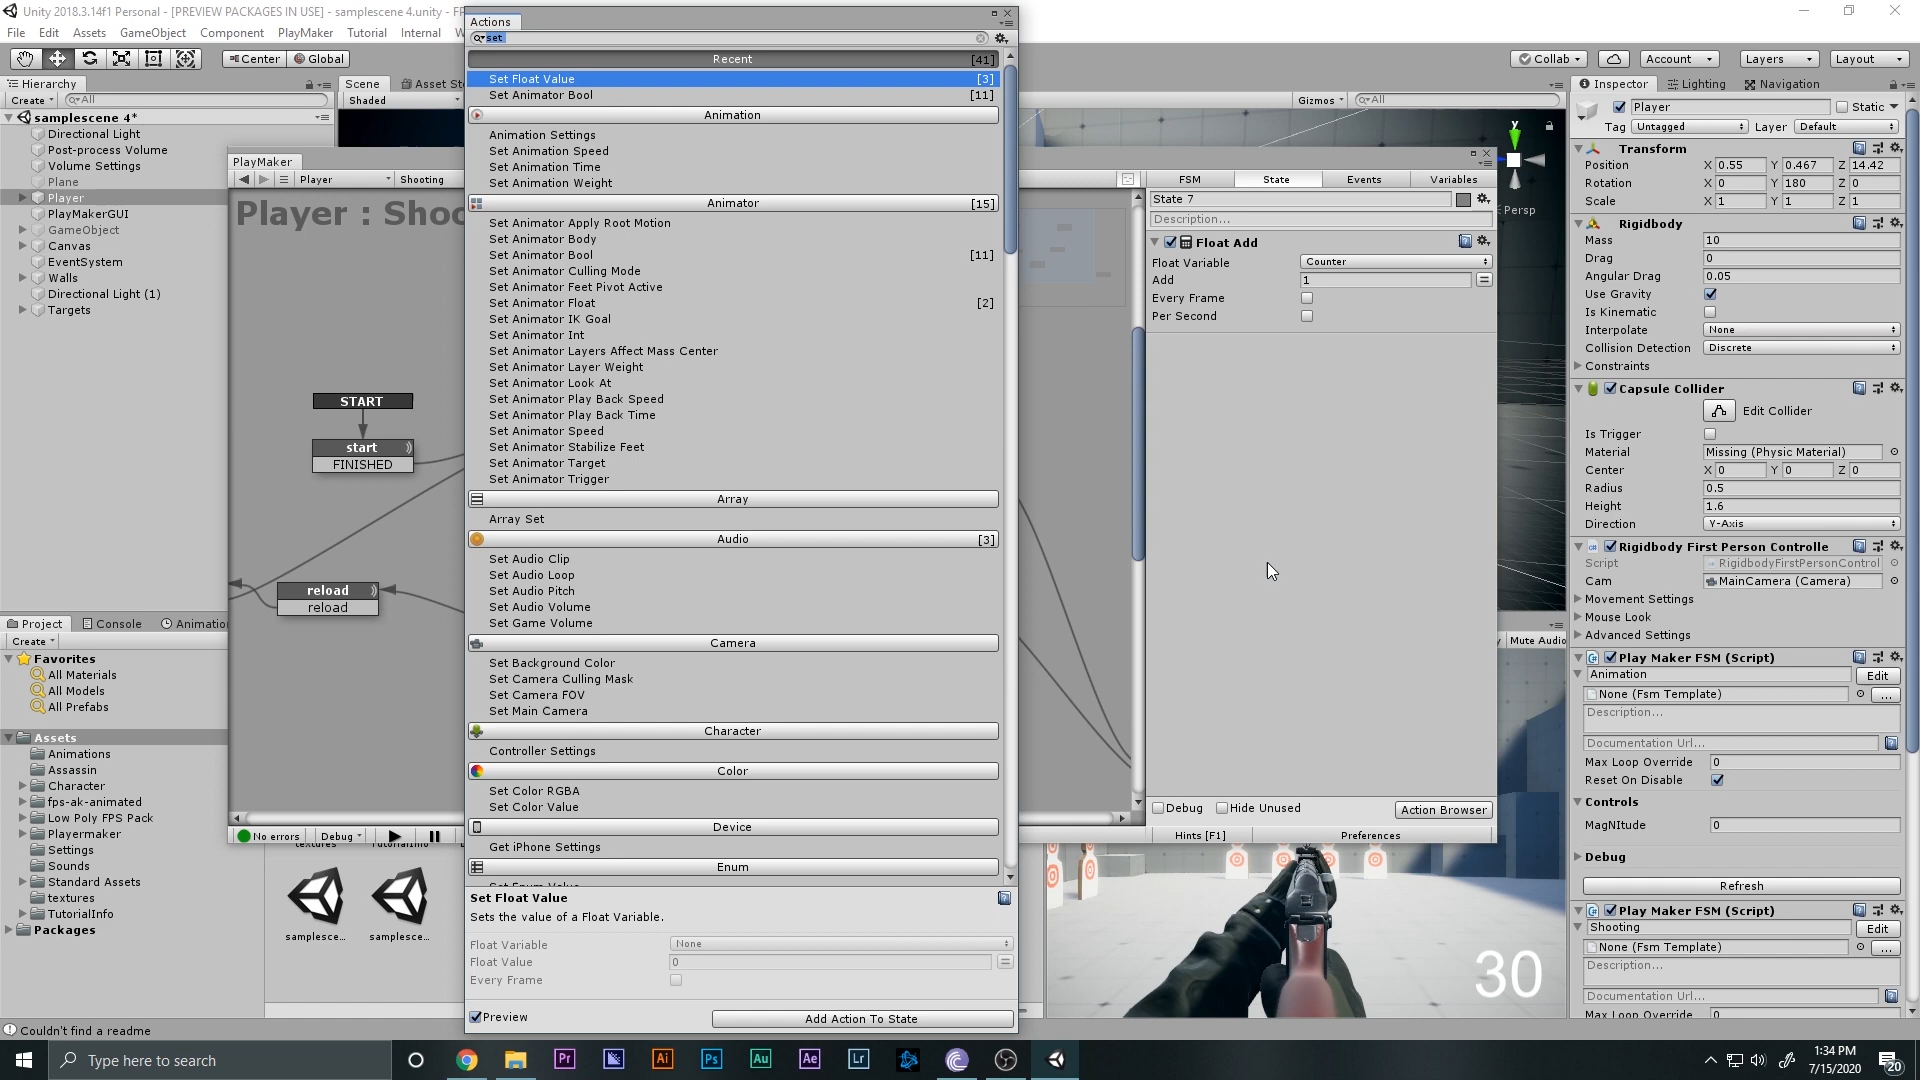 Unity 2018.3.14f1 Personal - [PREVIEW PACKAGES IN USE] - samplescene 4.unity - FP
File Edit Assets GameObject Component PlayMaker Tutorial Internal W
Center Global
Collab Account Layers Layout
Hierarchy
Create All
samplescene 4*
Directional Light
Post-process Volume
Volume Settings
Plane
Player
PlayMakerGUI
GameObject
Canvas
EventSystem
Walls
Directional Light (1)
Targets
Scene Asset St
Shaded
Gizmos All
Persp
PlayMaker
Player Shooting
Player : Shoo
START
start
FINISHED
reload
reload
No errors Debug
Actions
set
Recent [41]
Set Float Value [3]
Set Animator Bool [11]
Animation
Animation Settings
Set Animation Speed
Set Animation Time
Set Animation Weight
Animator [15]
Set Animator Apply Root Motion
Set Animator Body
Set Animator Bool [11]
Set Animator Culling Mode
Set Animator Feet Pivot Active
Set Animator Float [2]
Set Animator IK Goal
Set Animator Int
Set Animator Layers Affect Mass Center
Set Animator Layer Weight
Set Animator Look At
Set Animator Play Back Speed
Set Animator Play Back Time
Set Animator Speed
Set Animator Stabilize Feet
Set Animator Target
Set Animator Trigger
Array
Array Set
Audio [3]
Set Audio Clip
Set Audio Loop
Set Audio Pitch
Set Audio Volume
Set Game Volume
Camera
Set Background Color
Set Camera Culling Mask
Set Camera FOV
Set Main Camera
Character
Controller Settings
Color
Set Color RGBA
Set Color Value
Device
Get iPhone Settings
Enum
Set Enum Value
Set Float Value
Sets the value of a Float Variable.
Float Variable None
Float Value 0
Every Frame
Preview Add Action To State
FSM State Events Variables
State 7
Description...
Float Add
Float Variable Counter
Add 1
Every Frame
Per Second
Debug Hide Unused Action Browser
Hints [F1] Preferences
Mute Audio
30
Inspector Lighting Navigation
Player Static
Tag Untagged Layer Default
Transform
Position X 0.55 Y 0.467 Z 14.42
Rotation X 0 Y 180 Z 0
Scale X 1 Y 1 Z 1
Rigidbody
Mass 10
Drag 0
Angular Drag 0.05
Use Gravity
Is Kinematic
Interpolate None
Collision Detection Discrete
Constraints
Capsule Collider
Edit Collider
Is Trigger
Material Missing (Physic Material)
Center X 0 Y 0 Z 0
Radius 0.5
Height 1.6
Direction Y-Axis
Rigidbody First Person Controlle
Script RigidbodyFirstPersonControl
Cam MainCamera (Camera)
Movement Settings
Mouse Look
Advanced Settings
Play Maker FSM (Script)
Animation Edit
None (Fsm Template) ...
Description...
Documentation Url...
Max Loop Override 0
Reset On Disable
Controls
MagNItude 0
Debug
Refresh
Play Maker FSM (Script)
Shooting Edit
None (Fsm Template) ...
Description...
Documentation Url...
Max Loop Override 0
Project Console Animation
Create
Favorites
All Materials
All Models
All Prefabs
Assets
Animations
Assassin
Character
fps-ak-animated
Low Poly FPS Pack
Playermaker
Settings
Sounds
Standard Assets
textures
TutorialInfo
Packages
textures TutorialInfo
samplesce... samplesce...
Couldn't find a readme
Type here to search
Pr Ai Ps Au Ae Lr
1:34 PM
7/15/2020
20